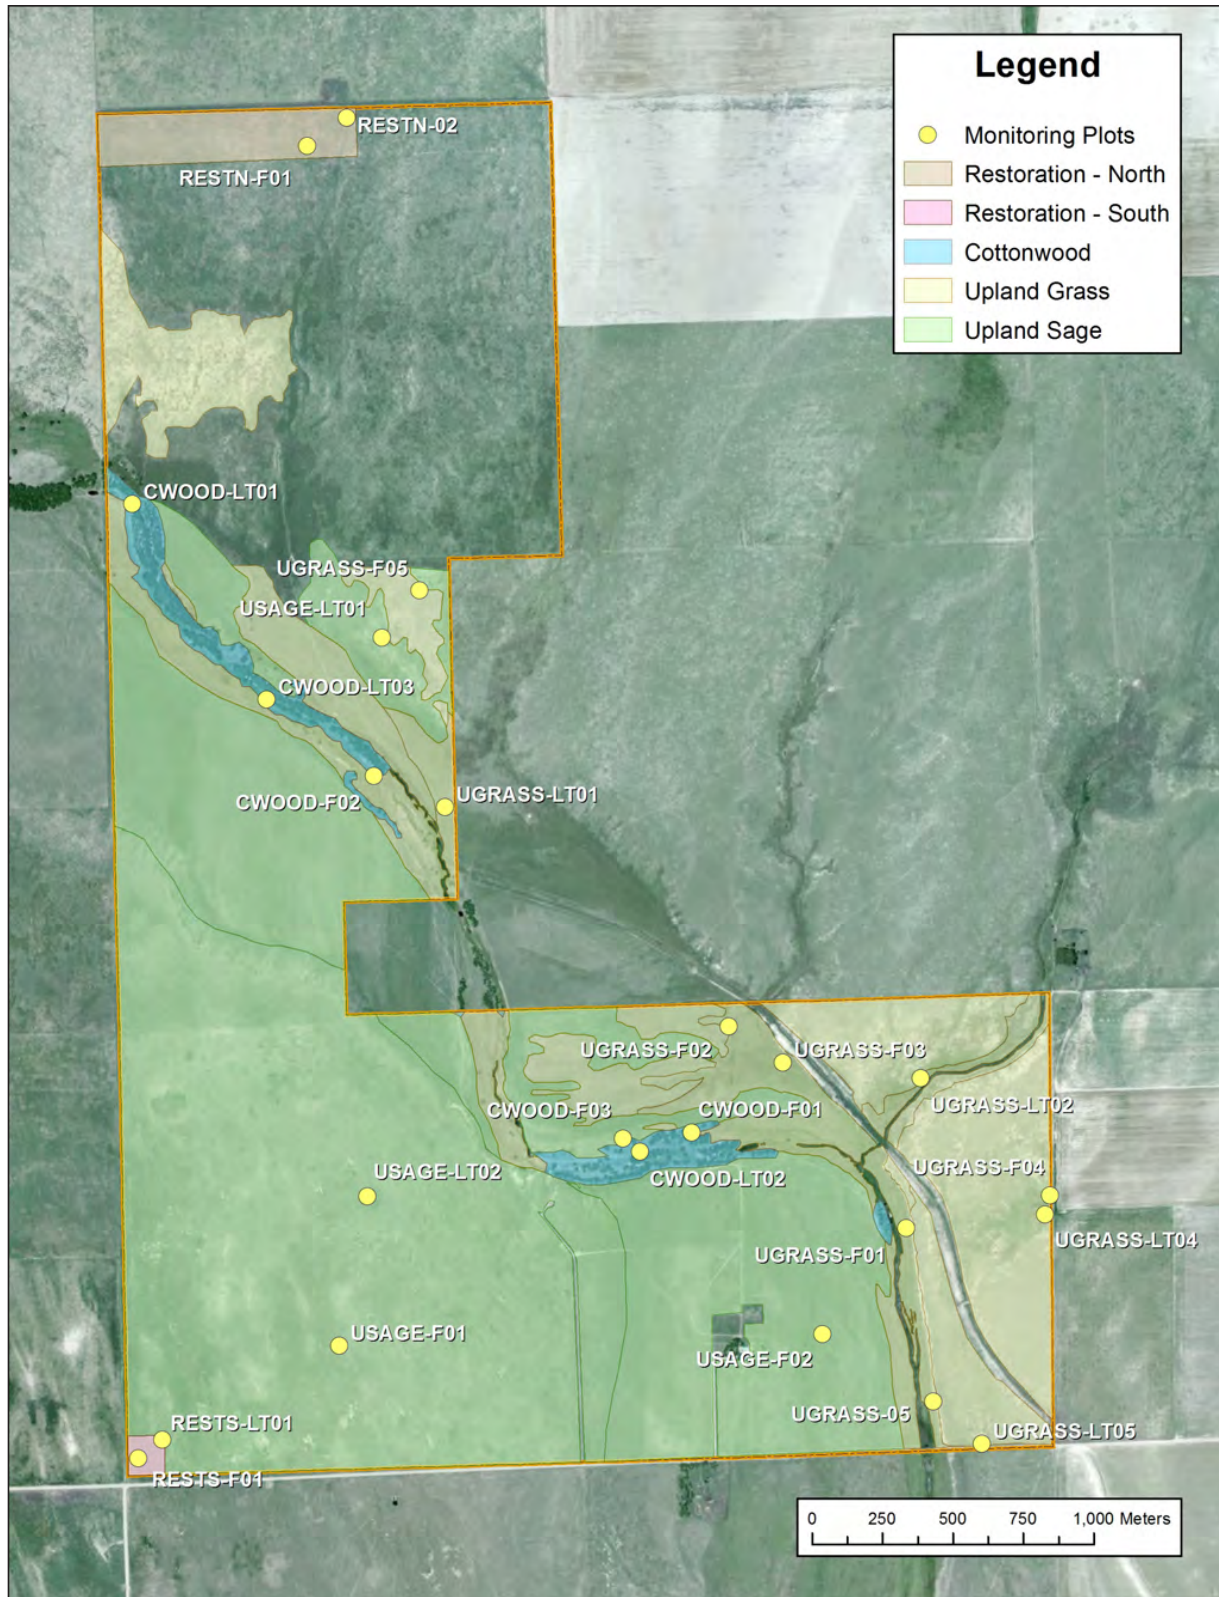 Legend
Monitoring Plots
Restoration - North
Restoration - South
Cottonwood
Upland Grass
Upland Sage
RESTN-02
RESTN-F01
CWOOD-LT01
UGRASS-F05
USAGE-LT01
CWOOD-LT03
CWOOD-F02
UGRASS-LT01
UGRASS-F02
UGRASS-F03
UGRASS-LT02
CWOOD-F03
CWOOD-F01
CWOOD-LT02
UGRASS-F04
USAGE-LT02
UGRASS-LT04
UGRASS-F01
USAGE-F01
USAGE-F02
UGRASS-05
UGRASS-LT05
RESTS-LT01
RESTS-F01
0 250 500 750 1,000 Meters